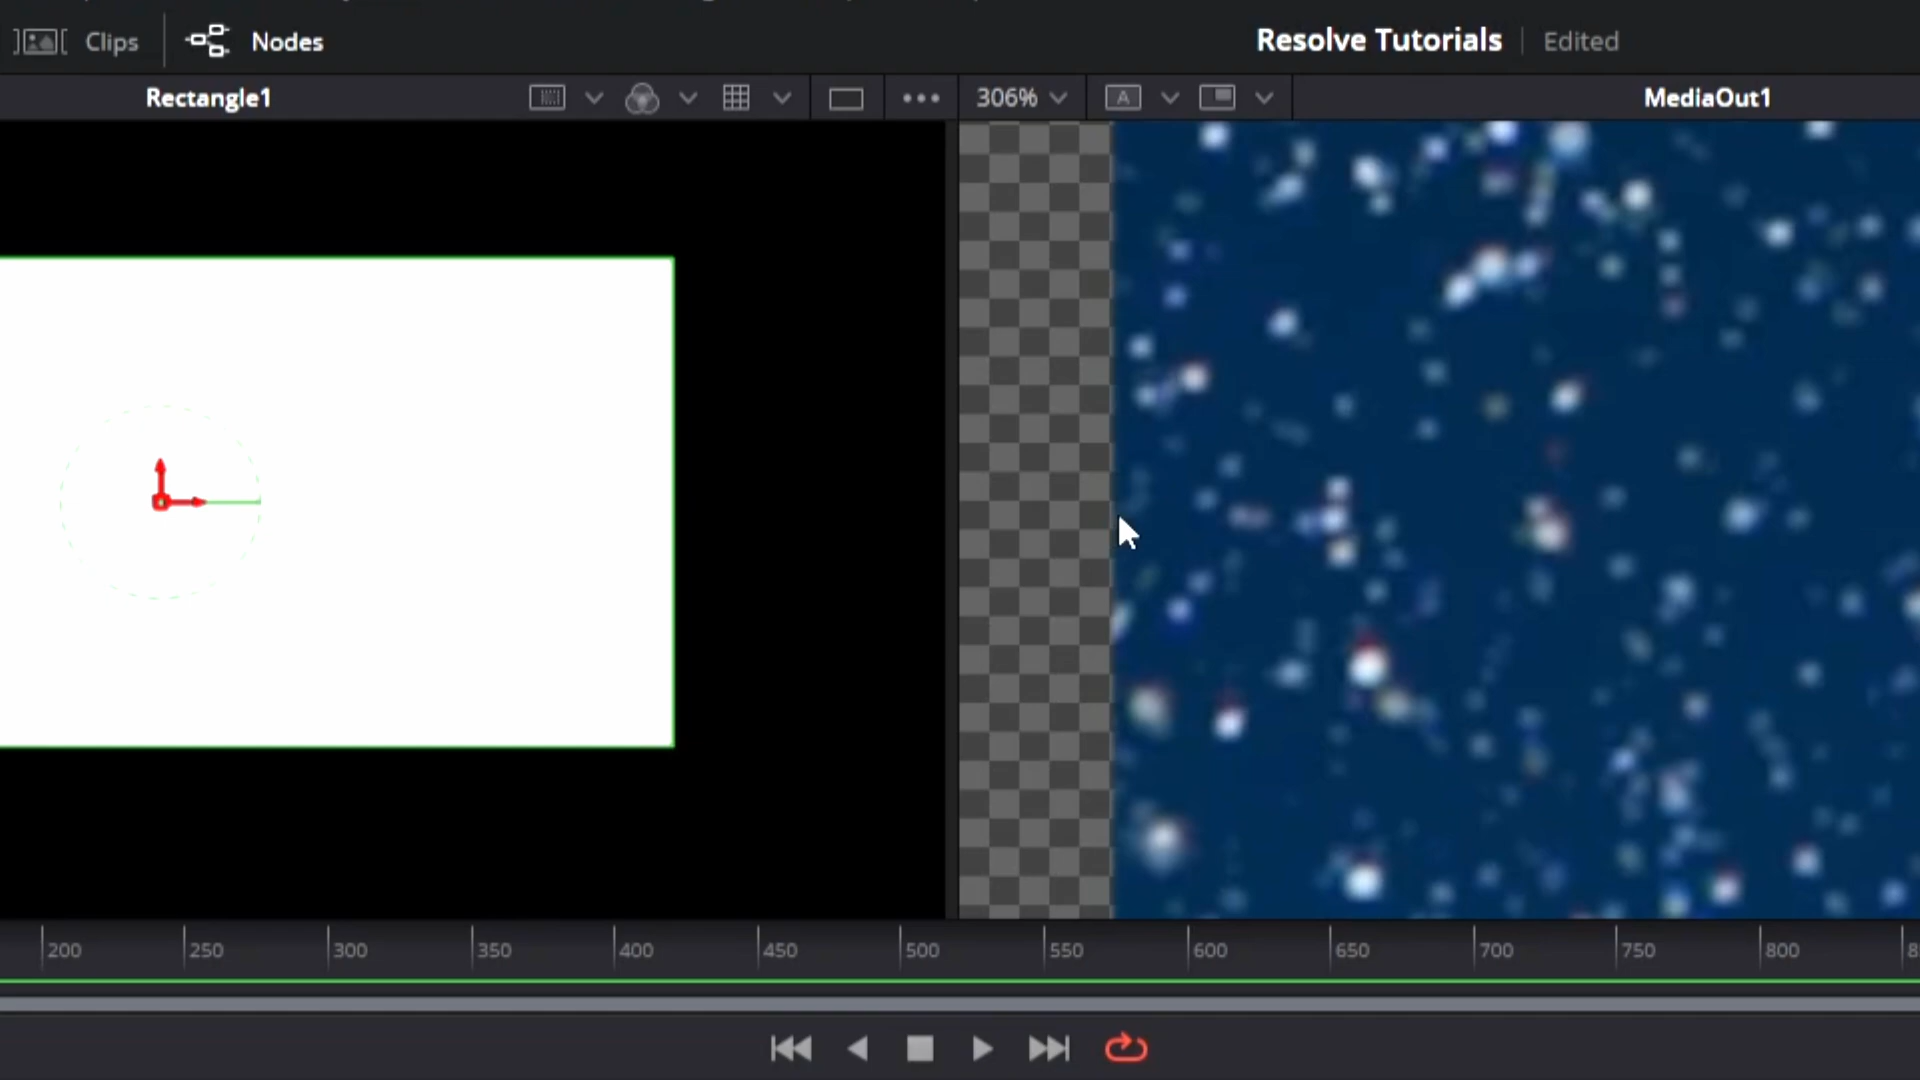 Clips
Nodes
Resolve Tutorials
Edited
Rectangle1
306%
A
MediaOut1
200 250 300 350 400 450 500 550 600 650 700 750 800